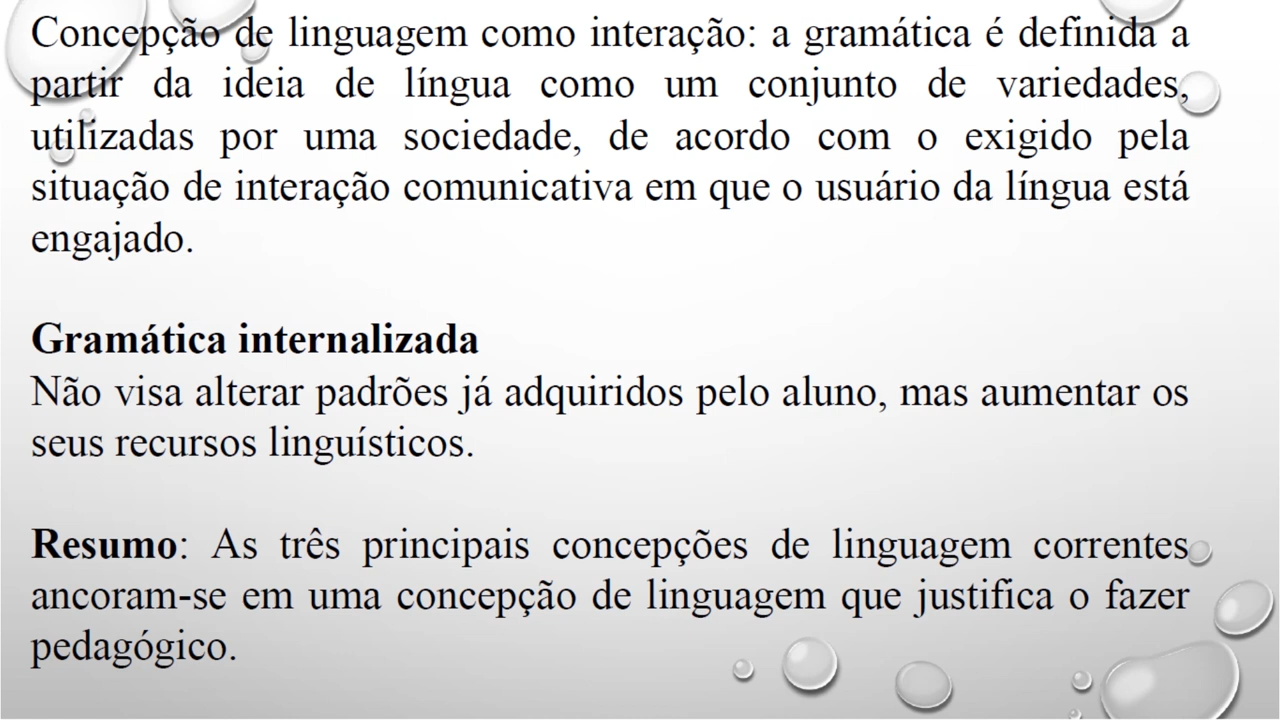 Concepção de linguagem como interação: a gramática é definida a
partir da ideia de língua como um conjunto de variedades,
utilizadas por uma sociedade, de acordo com o exigido pela
situação de interação comunicativa em que o usuário da língua está
engajado.
Gramática internalizada
Não visa alterar padrões já adquiridos pelo aluno, mas aumentar os
seus recursos linguísticos.
Resumo: As três principais concepções de linguagem correntes
ancoram-se em uma concepção de linguagem que justifica o fazer
pedagógico.